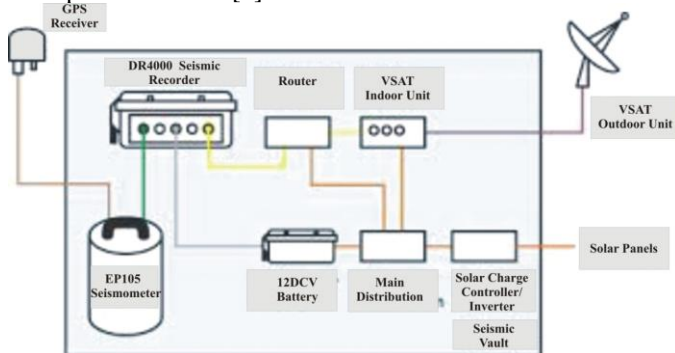 GPS
Receiver
DR4000 Seismic
Recorder
Router
VSAT
Indoor Unit
VSAT
Outdoor Unit
EP105
Seismometer
12DCV
Battery
Main
Distribution
Solar Charge
Controller/
Inverter
Solar Panels
Seismic
Vault